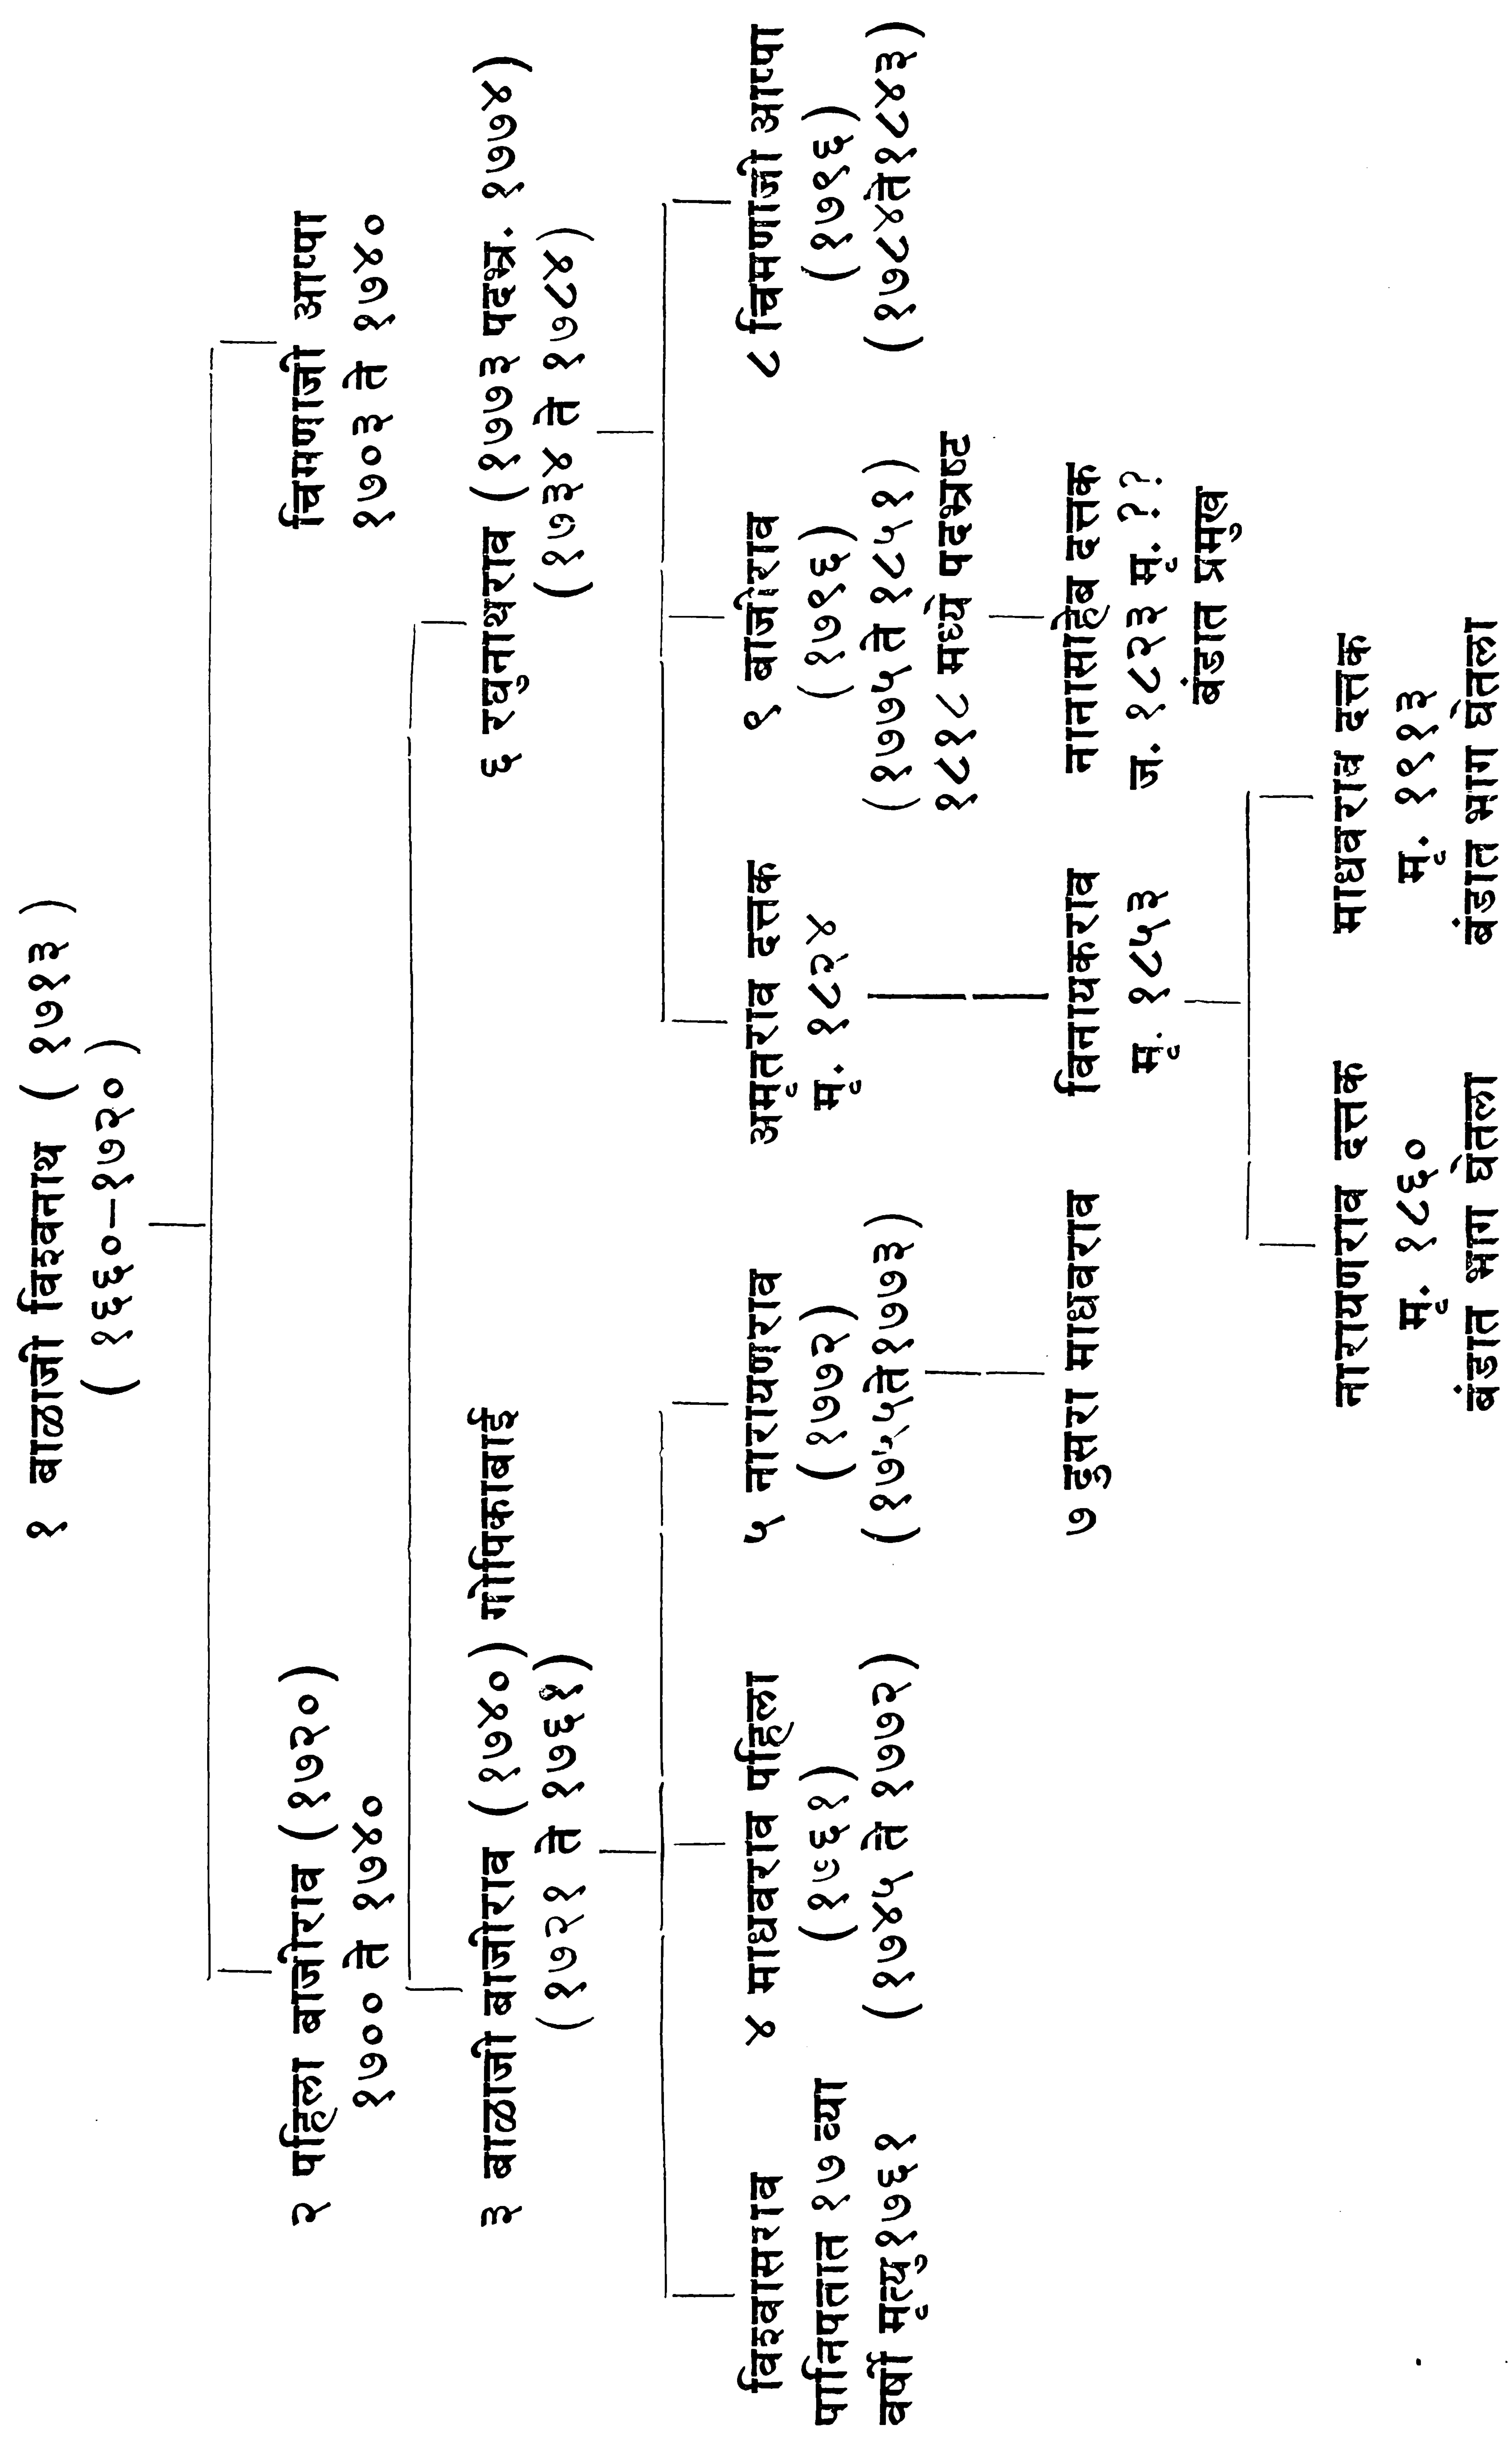 १ बाळाजी विश्वनाथ ( १७१३ )
( १६६०–१७२० )
२ पहिला बाजीराव ( १७२० )
१७०० ते १७४०
चिमणाजी आप्पा
१७०३ ते १७४०
३ बाळाजी बाजीराव ( १७४० ) गोपिकाबाई
( १७२१ ते १७६१ )
६ रघुनाथराव ( १७७३ पदभ्र. १७७४ )
( १७३४ ते १७८४ )
विश्वासराव
पानिपतात १७ व्या
वर्षी मृत्यु १७६१
४ माधवराव पहिला
( १७६१ )
( १७४५ ते १७७२ )
५ नारायणराव
( १७७२ )
( १७५५ ते १७७३ )
अमृतराव दत्तक
मृ. १८२४
९ बाजीराव
( १७९६ )
( १७७५ ते १८५१ )
१८१८ मध्ये पदभ्रष्ट
८ चिमणाजी आप्पा
( १७९६ )
( १७८४ ते १८४६ )
७ दुसरा माधवराव
विनायकराव
मृ. १८५३
नानासाहेब दत्तक
ज. १८२३ मृ. ??
बंडात प्रमुख
नारायणराव दत्तक
मृ. १८६०
बंडात भाग घेतला
माधवराव दत्तक
मृ. १९१३
बंडात भाग घेतला